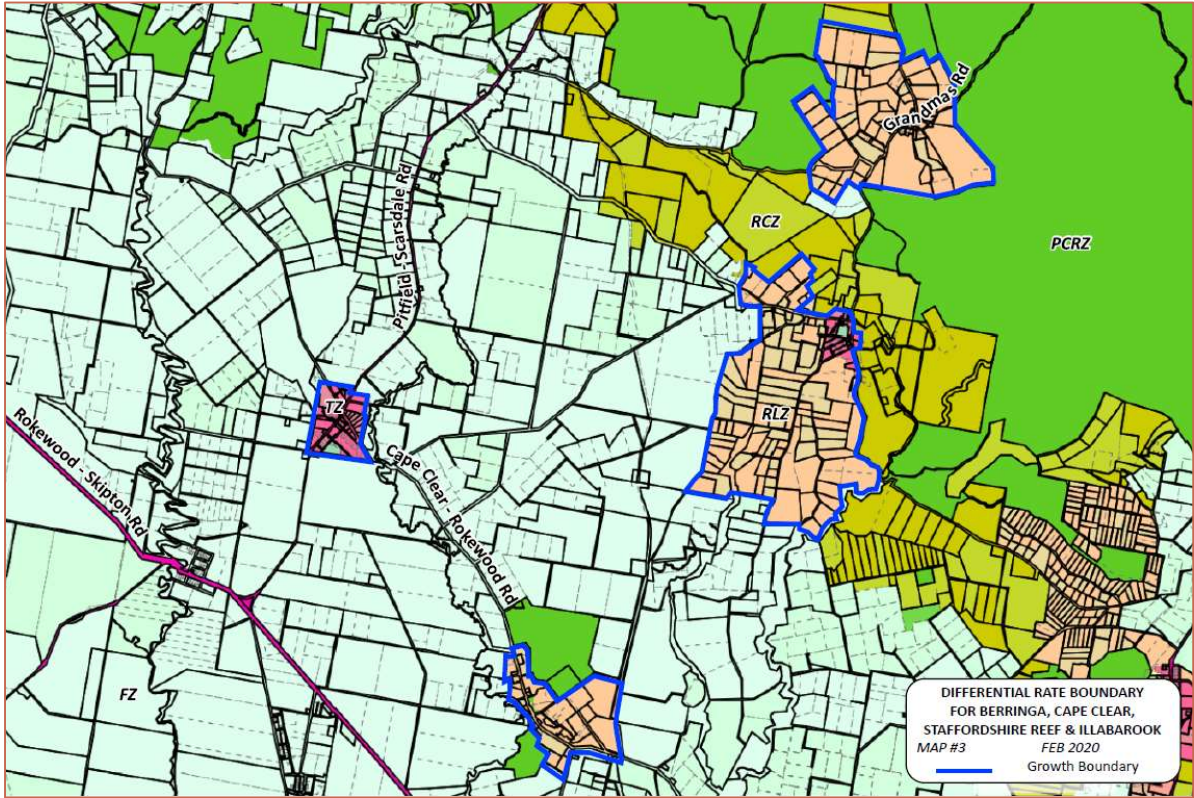 Grandmas Rd
Pitfield - Scarsdale Rd
RCZ
PCRZ
TZ
RLZ
Rokewood - Skipton Rd
Cape Clear - Rokewood Rd
FZ
DIFFERENTIAL RATE BOUNDARY
FOR BERRINGA, CAPE CLEAR,
STAFFORDSHIRE REEF & ILLABAROOK
MAP #3 FEB 2020
Growth Boundary